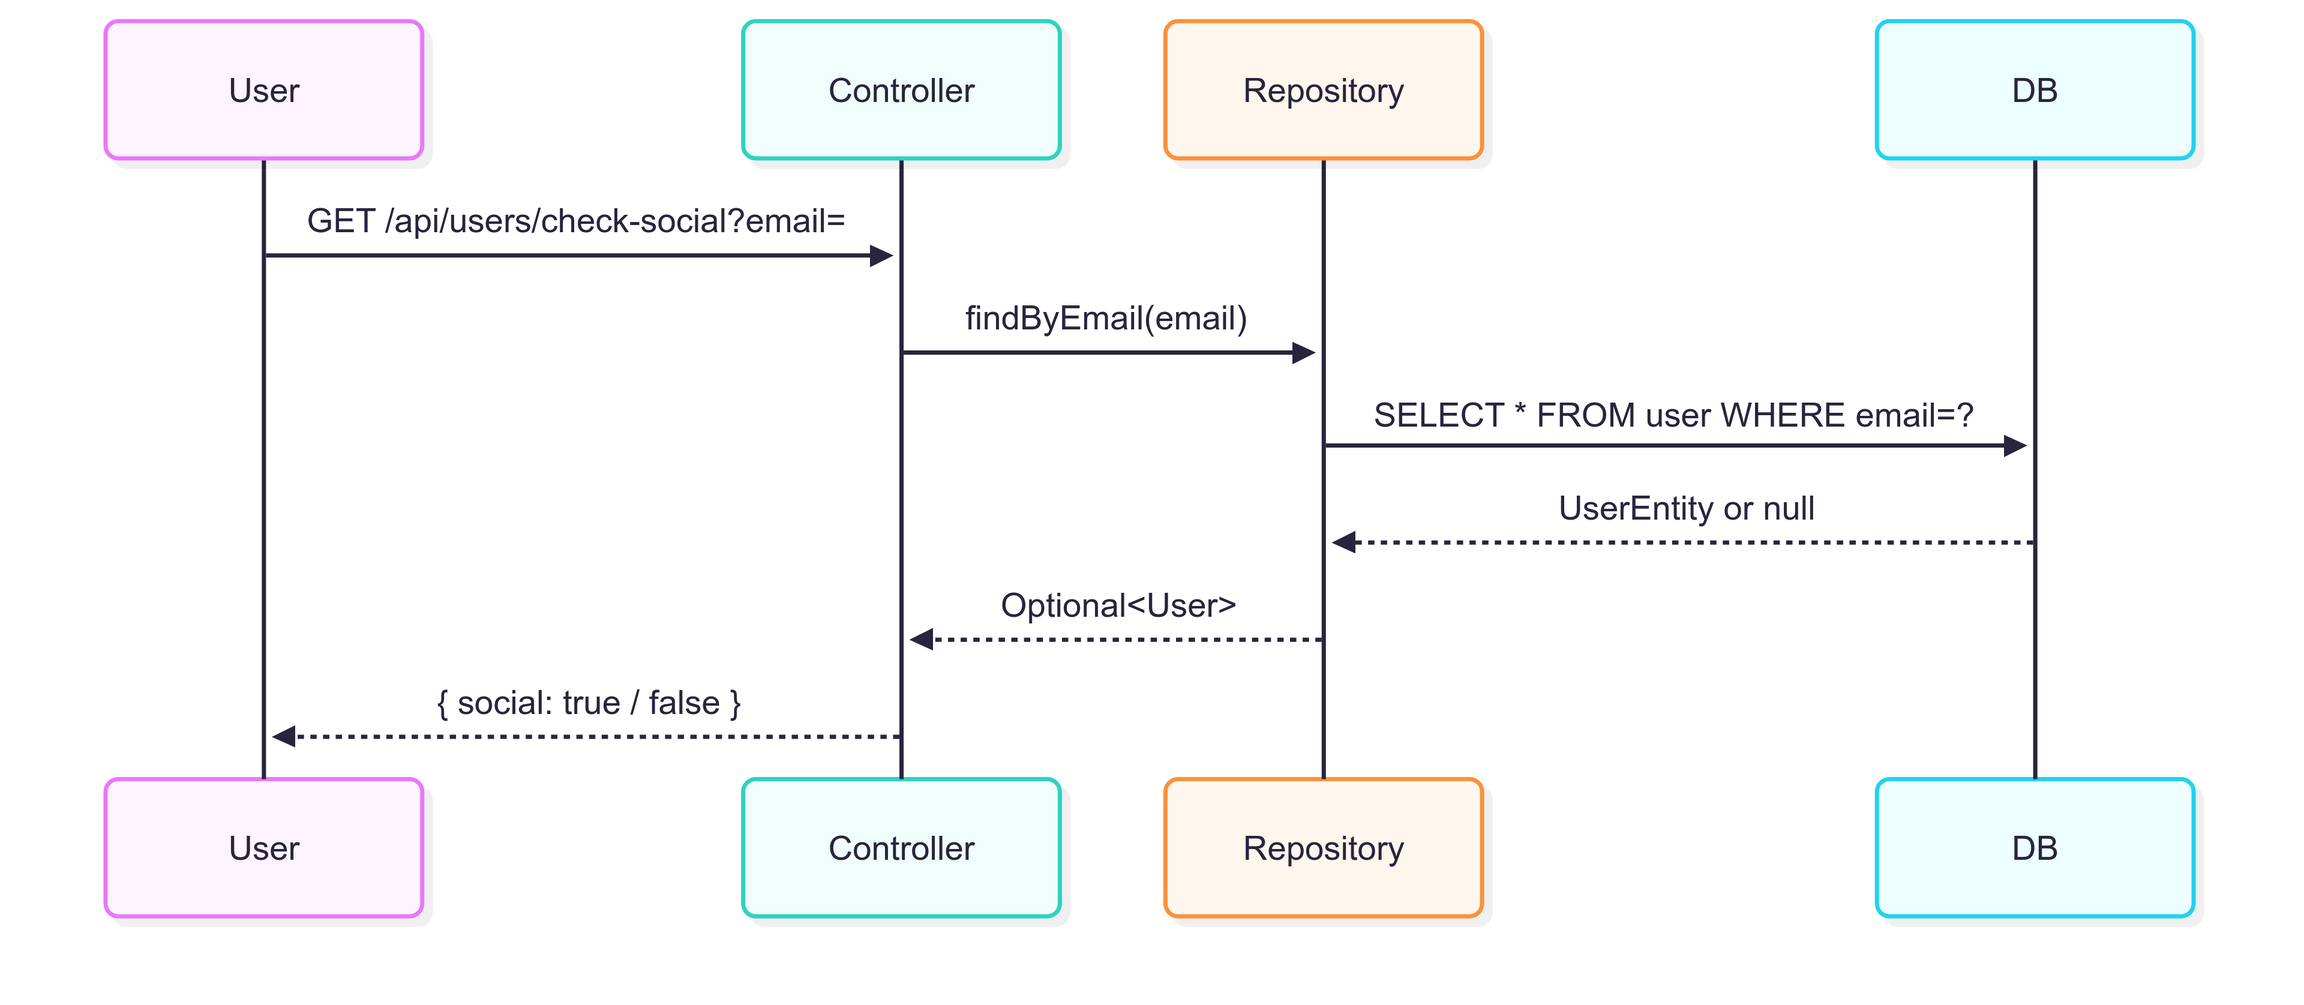 User
Controller
Repository
DB
GET /api/users/check-social?email=
findByEmail(email)
SELECT * FROM user WHERE email=?
UserEntity or null
Optional<User>
{ social: true / false }
User
Controller
Repository
DB